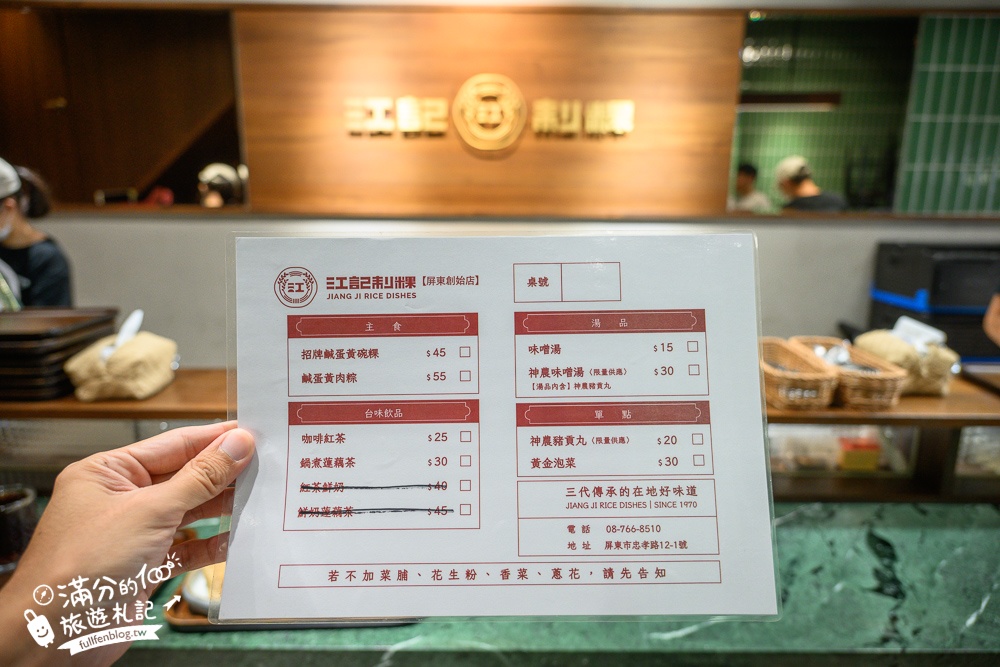 江記粿
江記
江記粿【屏東創始店】
JIANG JI RICE DISHES
桌號
主食
招牌鹹蛋黃碗粿 $45
鹹蛋黃肉粽 $55
台味飲品
咖啡紅茶 $25
鍋煮蓮藕茶 $30
紅茶鮮奶 $40
鮮奶蓮藕茶 $45
湯品
味噌湯 $15
神農味噌湯（限量供應） $30
【湯品內含】神農豬貢丸
單點
神農豬貢丸（限量供應） $20
黃金泡菜 $30
三代傳承的在地好味道
JIANG JI RICE DISHES | SINCE 1970
電話 08-766-8510
地址 屏東市忠孝路12-1號
若不加菜脯、花生粉、香菜、蔥花，請先告知
滿分的
旅遊札記
fullfenblog.tw